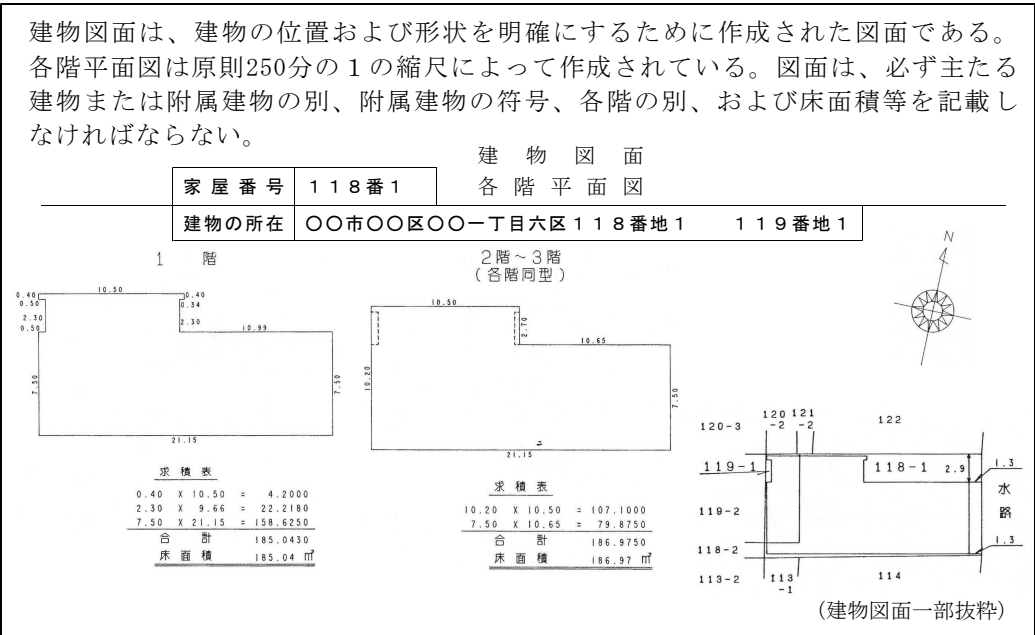 建物図面は、建物の位置および形状を明確にするために作成された図面である。
各階平面図は原則250分の１の縮尺によって作成されている。図面は、必ず主たる
建物または附属建物の別、附属建物の符号、各階の別、および床面積等を記載し
なければならない。
建物図面
各階平面図
家屋番号 １１８番1
建物の所在 〇〇市〇〇区〇〇一丁目六区１１８番地１ １１９番地１
1 階
10.50
0.40
0.40
0.50
0.34
2.30
2.30
0.50
10.99
7.50
7.50
21.15
求積表
0.40 X 10.50 = 4.2000
2.30 X 9.66 = 22.2180
7.50 X 21.15 = 158.6250
合計 185.0430
床面積 185.04 ㎡
2階～3階
(各階同型)
10.50
2.70
10.65
10.20
7.50
21.15
求積表
10.20 X 10.50 = 107.1000
7.50 X 10.65 = 79.8750
合計 186.9750
床面積 186.97 ㎡
N
120-3
120
-2
121
-2
122
119-1
118-1
2.9
1.3
水路
119-2
118-2
1.3
113-2
113
-1
114
(建物図面一部抜粋)